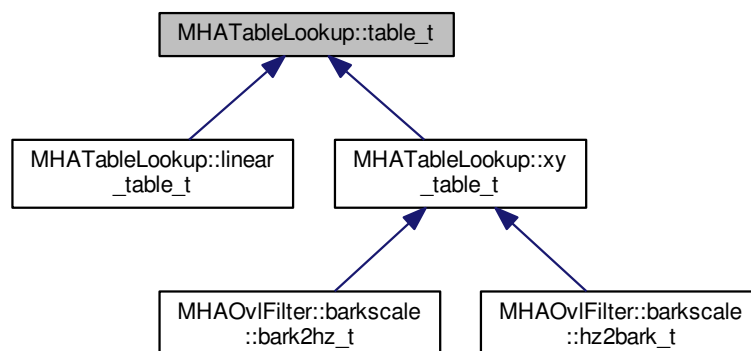 MHATableLookup::table_t
MHATableLookup::linear
_table_t
MHATableLookup::xy
_table_t
MHAOvlFilter::barkscale
::bark2hz_t
MHAOvlFilter::barkscale
::hz2bark_t